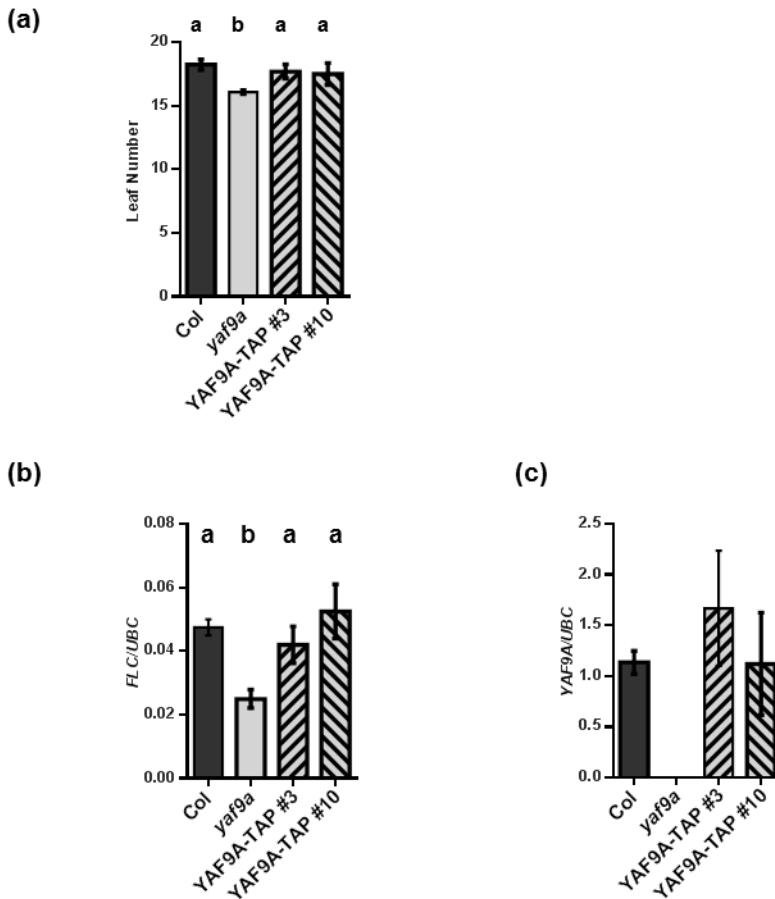 (a)
a b a a
20
15
10
5
0
Leaf Number
Col
yaf9a
YAF9A-TAP #3
YAF9A-TAP #10
(b)
a b a a
0.08
0.06
0.04
0.02
0.00
FLC/UBC
Col
yaf9a
YAF9A-TAP #3
YAF9A-TAP #10
(c)
2.5
2.0
1.5
1.0
0.5
0.0
YAF9A/UBC
Col
yaf9a
YAF9A-TAP #3
YAF9A-TAP #10